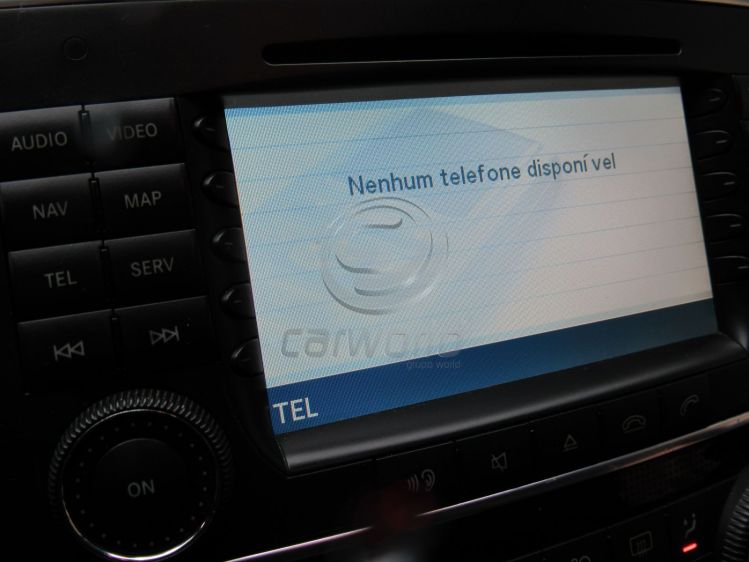 AUDIO
VIDEO
NAV
MAP
TEL
SERV
ON
Nenhum telefone disponí vel
carworld
grupo world
TEL